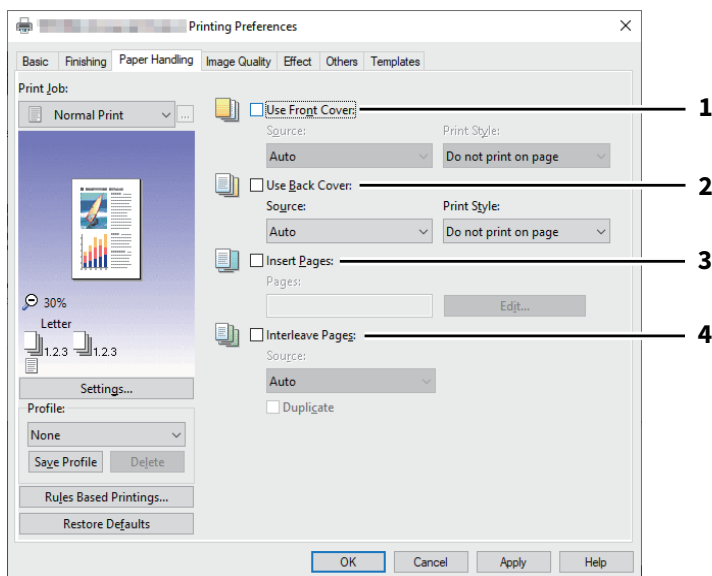 Printing Preferences
Basic Finishing Paper Handling Image Quality Effect Others Templates
Print Job:
Normal Print ...
30%
Letter
1.2.3 1.2.3
Settings...
Profile:
None
Save Profile Delete
Rules Based Printings...
Restore Defaults
Use Front Cover: 1
Source: Print Style:
Auto Do not print on page
Use Back Cover: 2
Source: Print Style:
Auto Do not print on page
Insert Pages: 3
Pages:
Edit...
Interleave Pages: 4
Source:
Auto
Duplicate
OK Cancel Apply Help